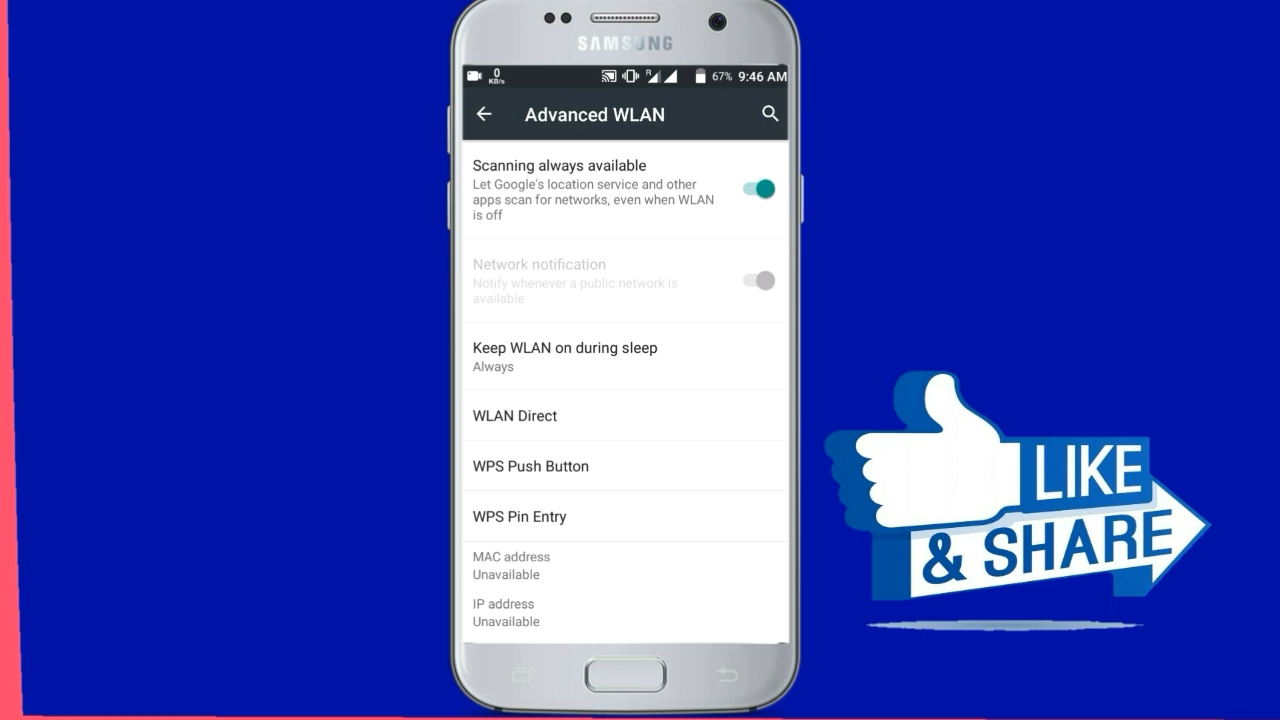 SAMSUNG
0
KB/s
R
67% 9:46 AM
Advanced WLAN
Scanning always available
Let Google's location service and other
apps scan for networks, even when WLAN
is off
Network notification
Notify whenever a public network is
available
Keep WLAN on during sleep
Always
WLAN Direct
WPS Push Button
WPS Pin Entry
MAC address
Unavailable
IP address
Unavailable
LIKE
& SHARE